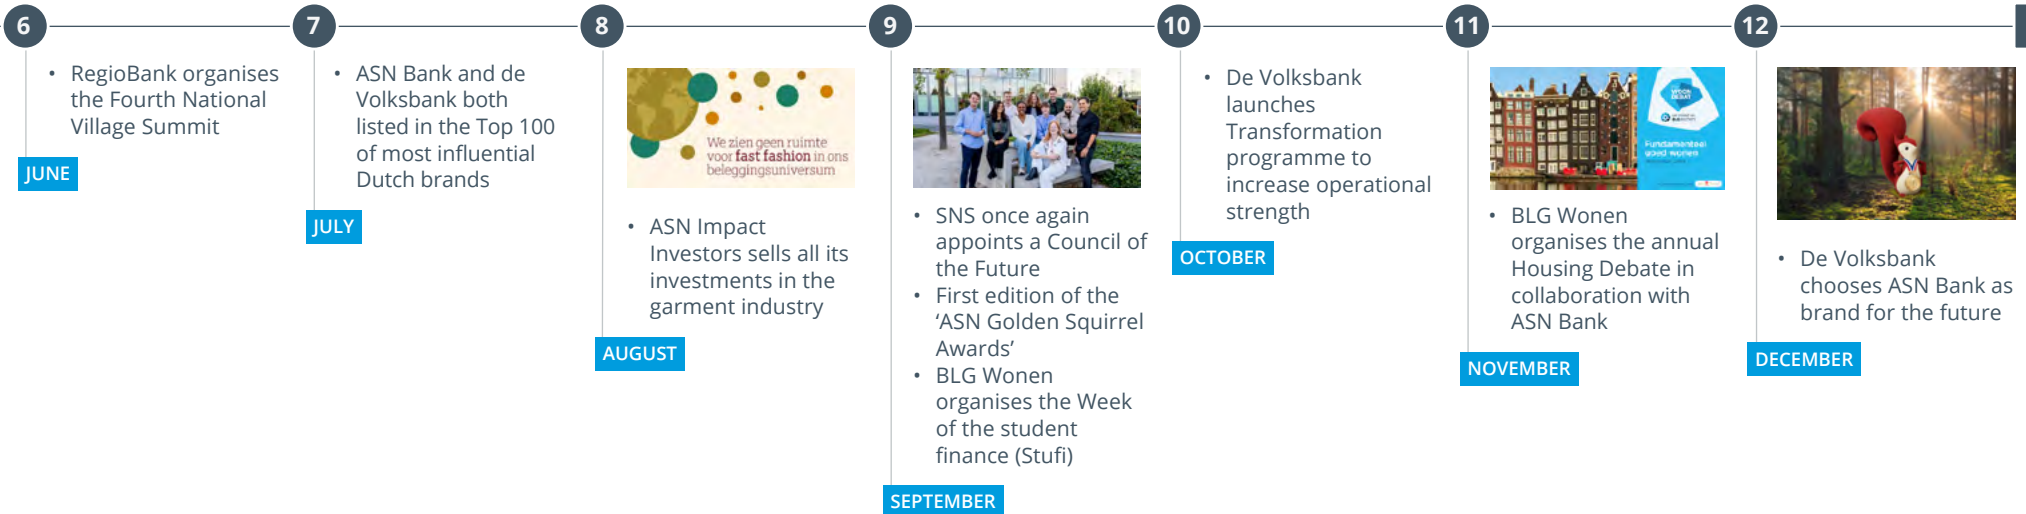 6
• RegioBank organises
the Fourth National
Village Summit
JUNE
7
• ASN Bank and de
Volksbank both
listed in the Top 100
of most influential
Dutch brands
JULY
8
We zien geen ruimte
voor fast fashion in ons
beleggingsuniversum
• ASN Impact
Investors sells all its
investments in the
garment industry
AUGUST
9
• SNS once again
appoints a Council of
the Future
• First edition of the
‘ASN Golden Squirrel
Awards’
• BLG Wonen
organises the Week
of the student
finance (Stufi)
SEPTEMBER
10
• De Volksbank
launches
Transformation
programme to
increase operational
strength
OCTOBER
11
WOON
DEBAT
Fundamenteel
goed wonen
• BLG Wonen
organises the annual
Housing Debate in
collaboration with
ASN Bank
NOVEMBER
12
• De Volksbank
chooses ASN Bank as
brand for the future
DECEMBER